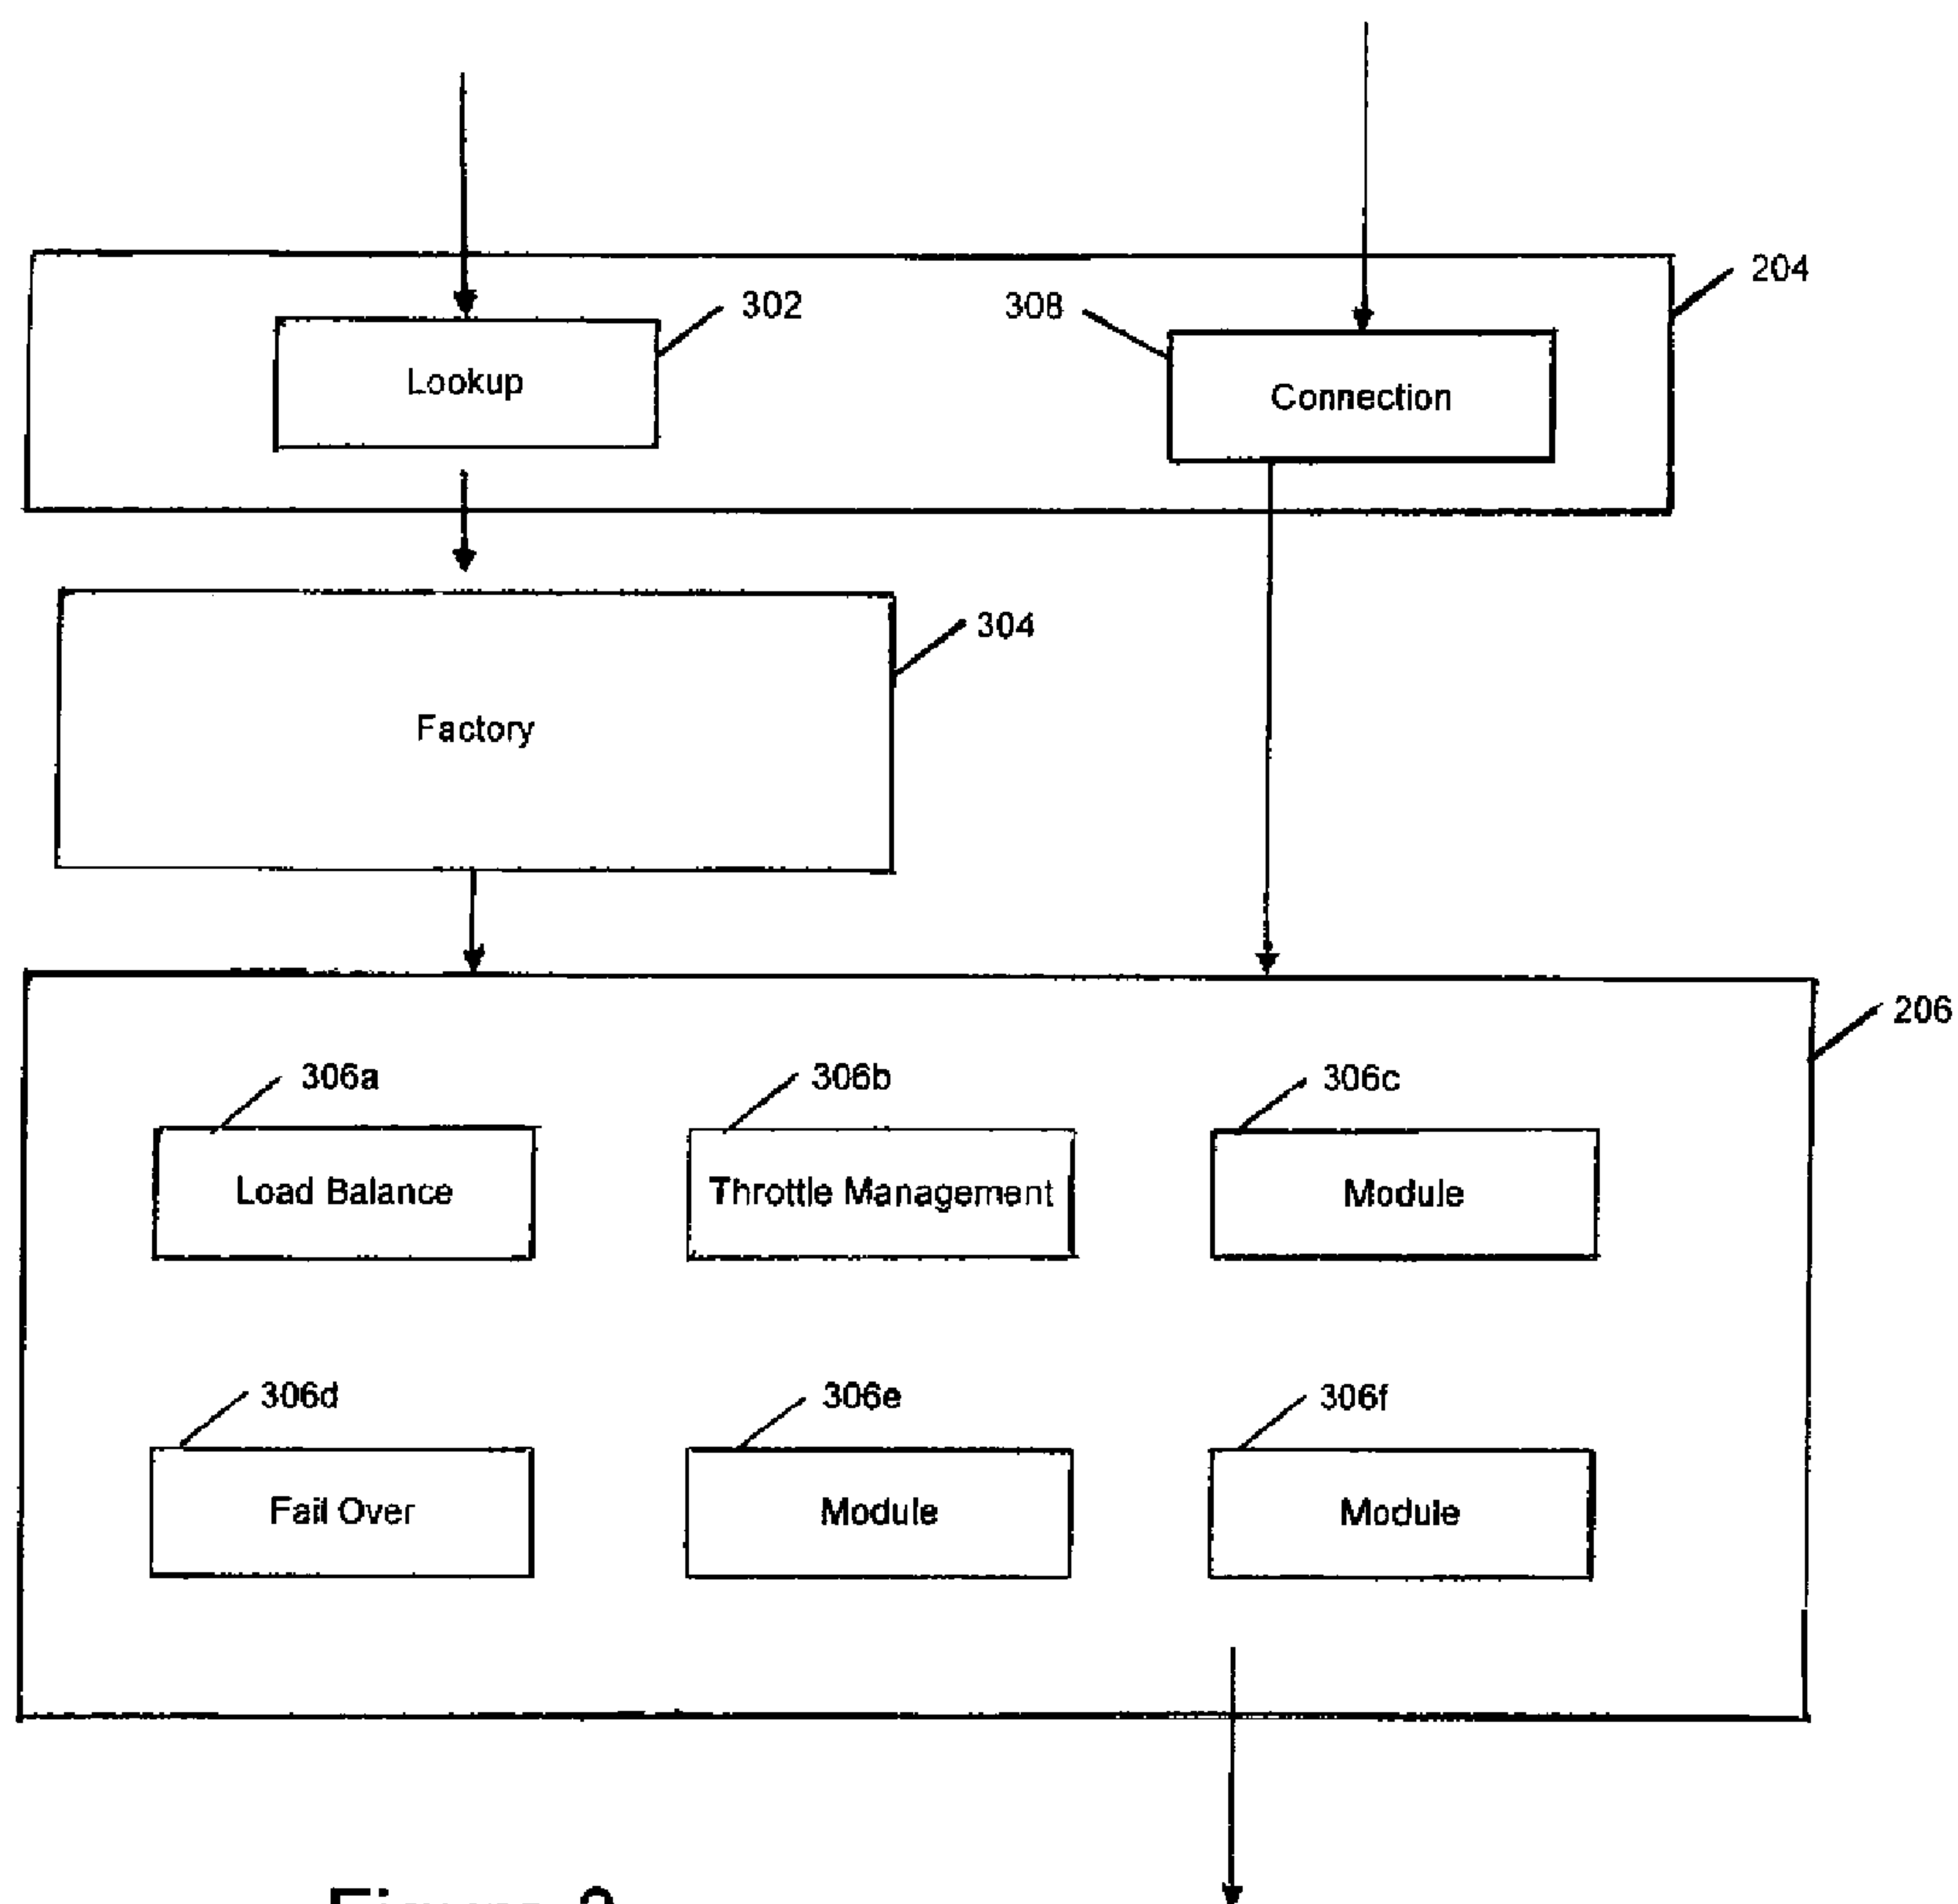 204
302
308
Lookup
Connection
304
Factory
206
306a
306b
306c
Load Balance
Throttle Management
Module
306d
306e
306f
Fail Over
Module
Module